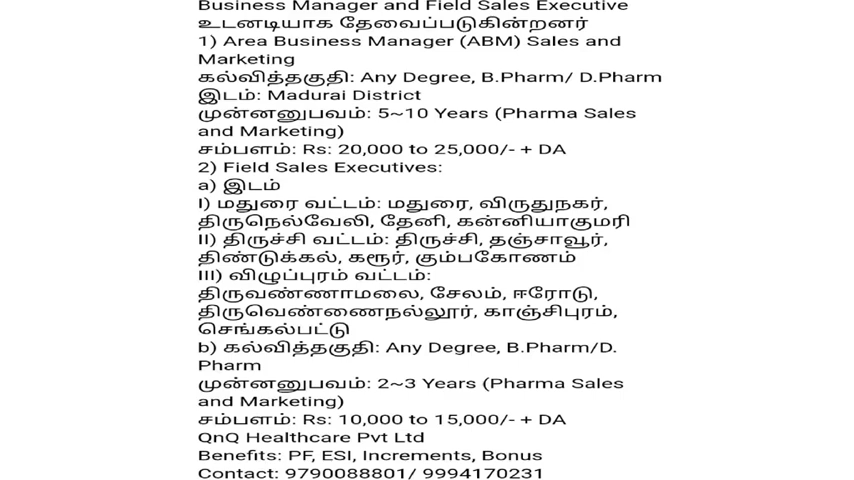 Business Manager and Field Sales Executive
உடனடியாக தேவைப்படுகின்றனர்
1) Area Business Manager (ABM) Sales and
Marketing
கல்வித்தகுதி: Any Degree, B.Pharm/ D.Pharm
இடம்: Madurai District
முன்னனுபவம்: 5~10 Years (Pharma Sales
and Marketing)
சம்பளம்: Rs: 20,000 to 25,000/- + DA
2) Field Sales Executives:
a) இடம்
I) மதுரை வட்டம்: மதுரை, விருதுநகர்,
திருநெல்வேலி, தேனி, கன்னியாகுமரி
II) திருச்சி வட்டம்: திருச்சி, தஞ்சாவூர்,
திண்டுக்கல், கரூர், கும்பகோணம்
III) விழுப்புரம் வட்டம்:
திருவண்ணாமலை, சேலம், ஈரோடு,
திருவெண்ணைநல்லூர், காஞ்சிபுரம்,
செங்கல்பட்டு
b) கல்வித்தகுதி: Any Degree, B.Pharm/D.
Pharm
முன்னனுபவம்: 2~3 Years (Pharma Sales
and Marketing)
சம்பளம்: Rs: 10,000 to 15,000/- + DA
QnQ Healthcare Pvt Ltd
Benefits: PF, ESI, Increments, Bonus
Contact: 9790088801/ 9994170231